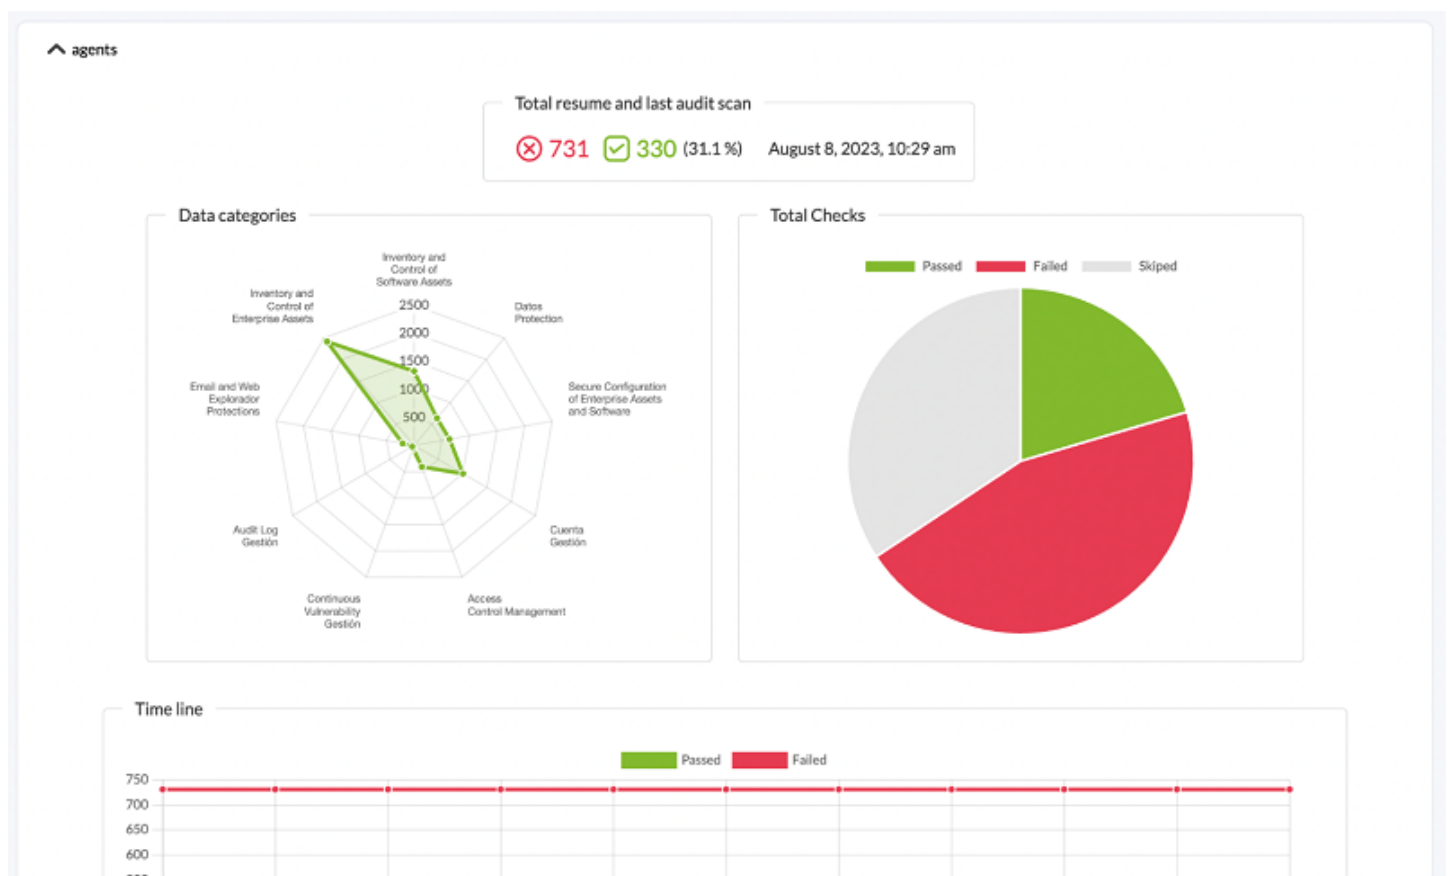 agents
Total resume and last audit scan
731 330 (31.1 %) August 8, 2023, 10:29 am
Data categories
Inventory and
Control of
Software Assets
Datos
Protection
Secure Configuration
of Enterprise Assets
and Software
Cuenta
Gestión
Access
Control Management
Continuous
Vulnerability
Gestión
Audit Log
Gestión
Email and Web
Explorador
Protections
Inventory and
Control of
Enterprise Assets
2500
2000
1500
1000
500
Total Checks
Passed Failed Skiped
Time line
Passed Failed
750
700
650
600